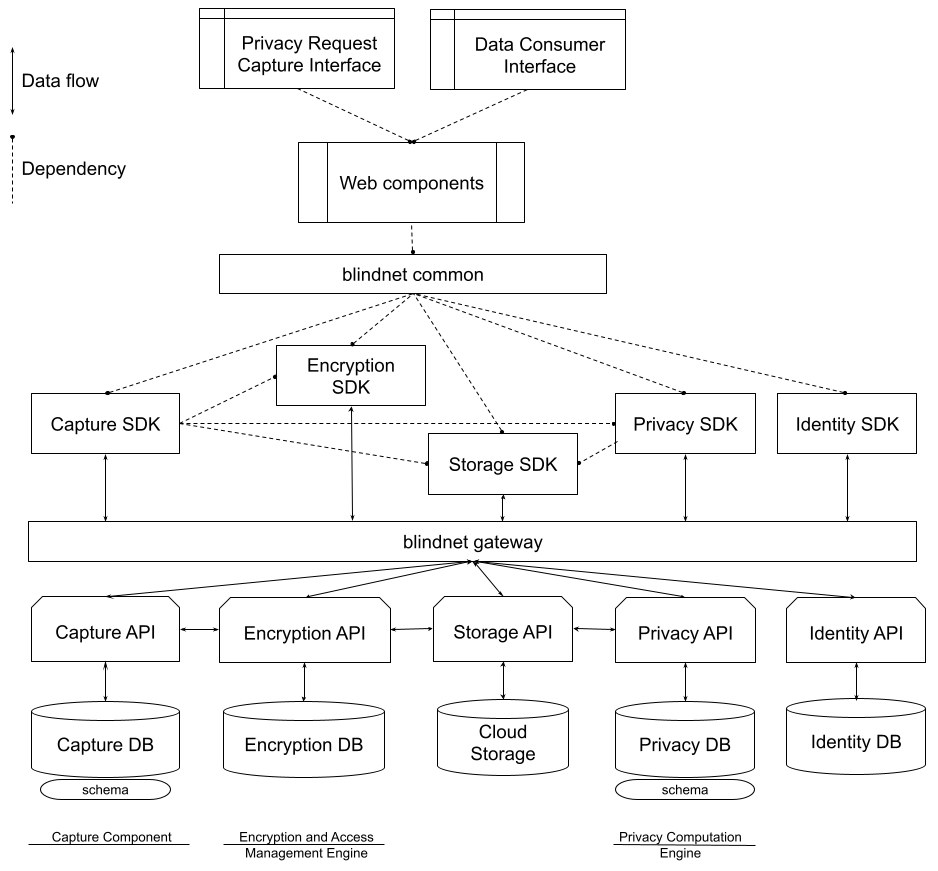 Privacy Request
Capture Interface
Data Consumer
Interface
Data flow
Dependency
Web components
blindnet common
Encryption
SDK
Capture SDK
Privacy SDK
Identity SDK
Storage SDK
blindnet gateway
Capture API
Encryption API
Storage API
Privacy API
Identity API
Capture DB
Encryption DB
Cloud
Storage
Privacy DB
Identity DB
schema
schema
Capture Component
Encryption and Access
Management Engine
Privacy Computation
Engine